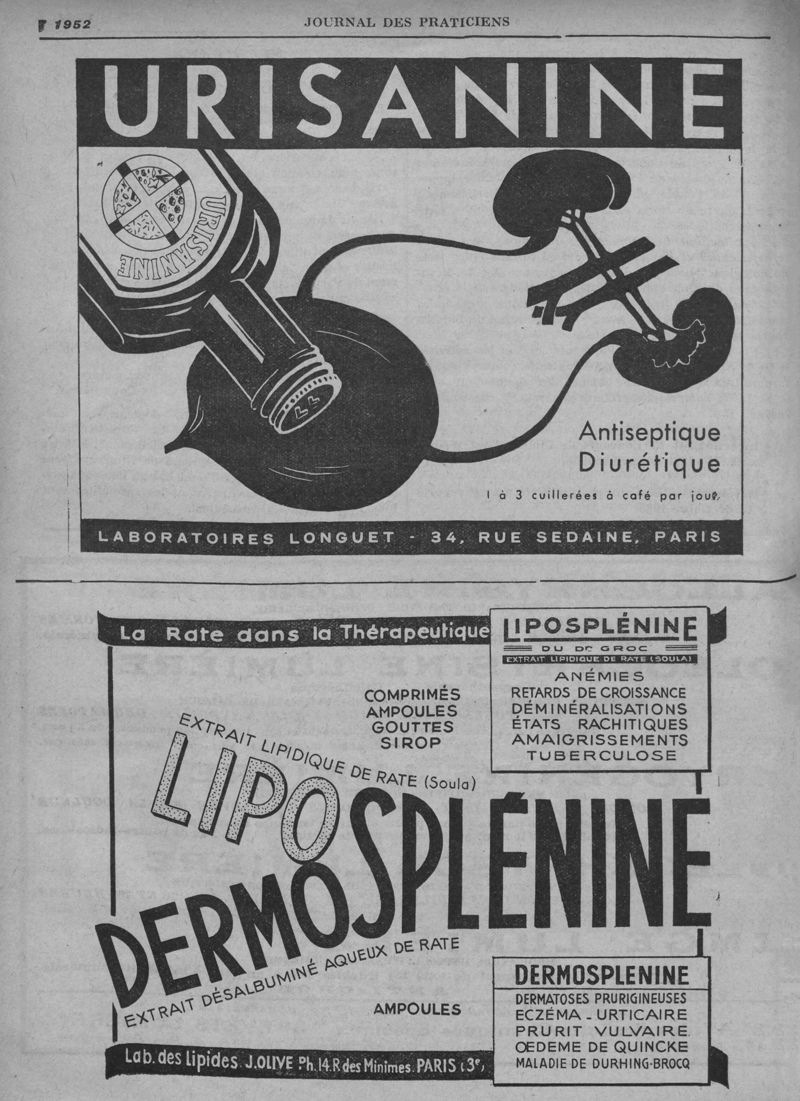 1952
JOURNAL DES PRATICIENS
URISANINE
URISANINE
LL
Antiseptique
Diurétique
1 à 3 cuillerées à café par jour.
LABORATOIRES LONGUET - 34, RUE SEDAINE, PARIS
La Rate dans la Thérapeutique
LIPOSPLÉNINE
DU Dr GROC
EXTRAIT LIPIDIQUE DE RATE (SOULA)
ANÉMIES
RETARDS DE CROISSANCE
DÉMINÉRALISATIONS
ÉTATS RACHITIQUES
AMAIGRISSEMENTS
TUBERCULOSE
COMPRIMÉS
AMPOULES
GOUTTES
SIROP
EXTRAIT LIPIDIQUE DE RATE (Soula)
LIPO
DERMOSPLÉNINE
EXTRAIT DÉSALBUMINÉ AQUEUX DE RATE
AMPOULES
DERMOSPLENINE
DERMATOSES PRURIGINEUSES
ECZÉMA - URTICAIRE
PRURIT VULVAIRE
ŒDEME DE QUINCKE
MALADIE DE DURHING-BROCQ
Lab. des Lipides. J.OLIVE Ph. 14.R des Minimes. PARIS (3e)